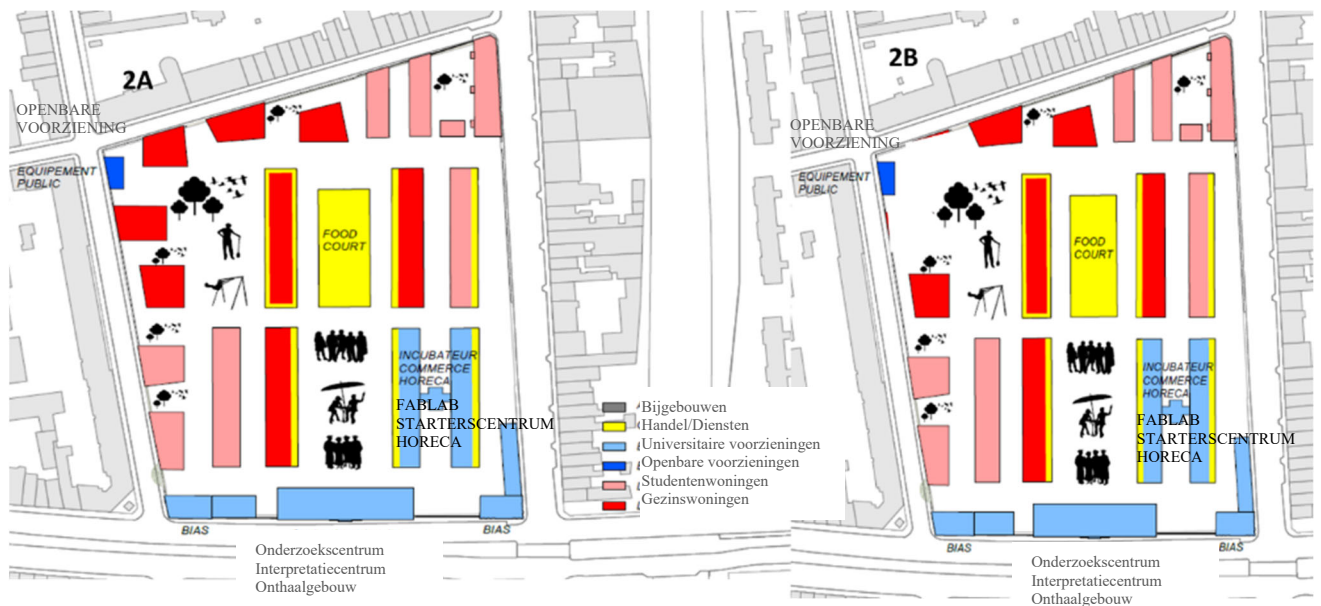 2A
OPENBARE
VOORZIENING
EQUIPEMENT
PUBLIC
FOOD
COURT
INCUBATEUR
COMMERCE
HORECA
FABLAB
STARTERSCENTRUM
HORECA
BIAS
BIAS
Onderzoekscentrum
Interpretatiecentrum
Onthaalgebouw
Bijgebouwen
Handel/Diensten
Universitaire voorzieningen
Openbare voorzieningen
Studentenwoningen
Gezinswoningen
2B
OPENBARE
VOORZIENING
EQUIPEMENT
PUBLIC
FOOD
COURT
INCUBATEUR
COMMERCE
HORECA
FABLAB
STARTERSCENTRUM
HORECA
BIAS
BIAS
Onderzoekscentrum
Interpretatiecentrum
Onthaalgebouw